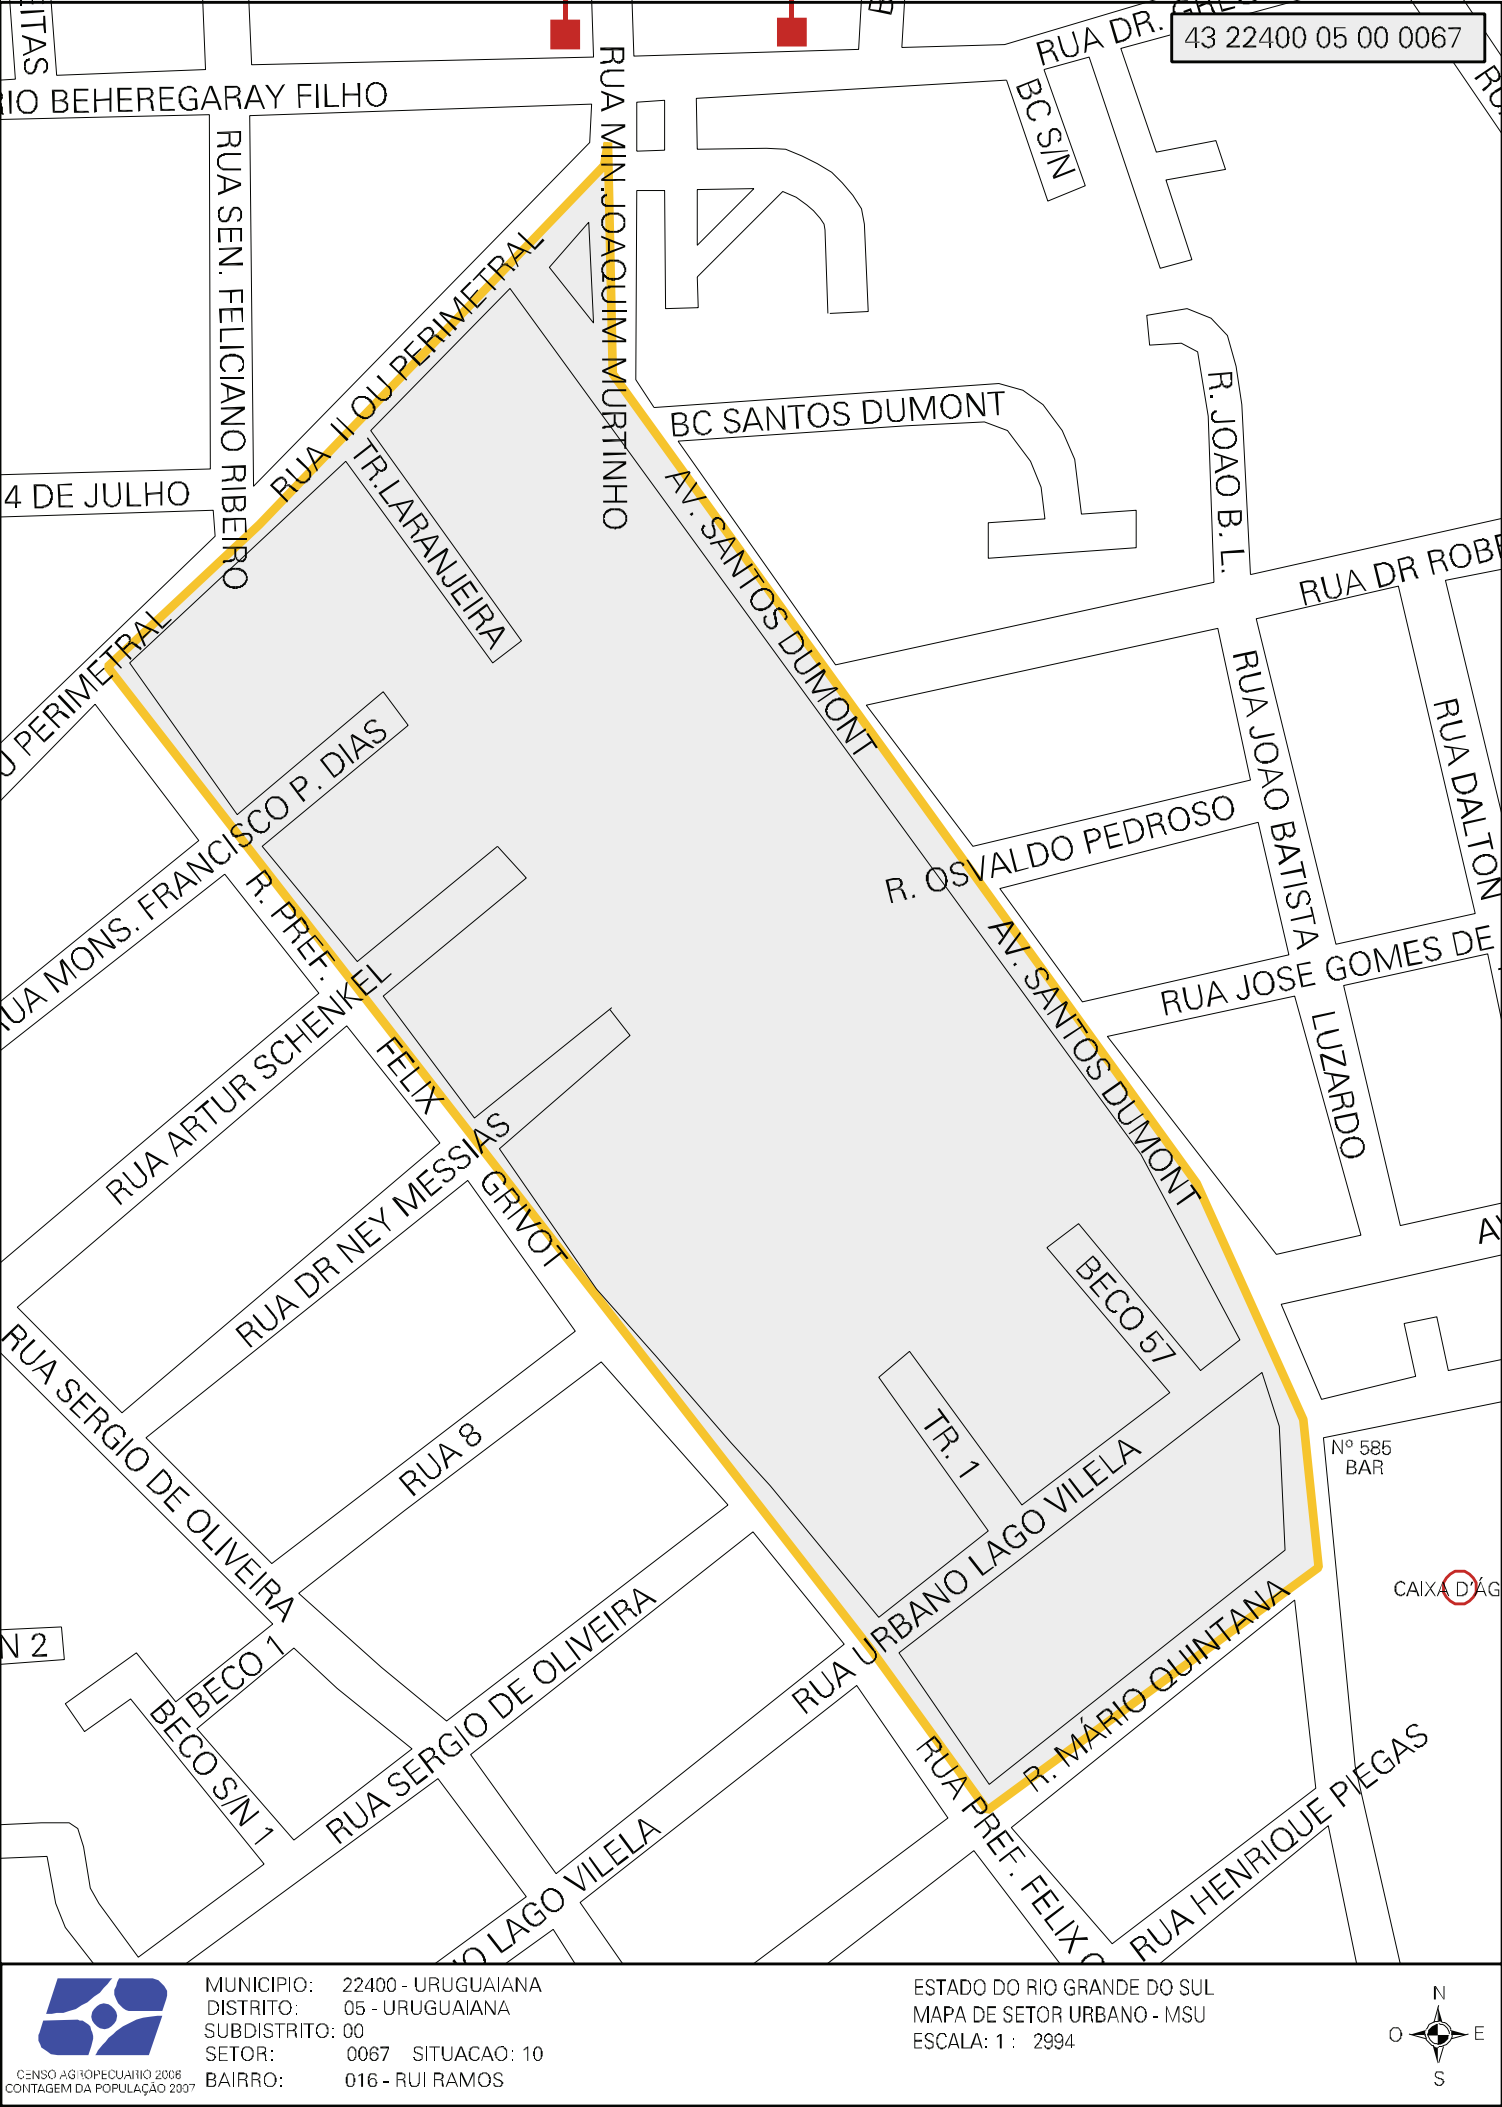 43 22400 05 00 0067
EITAS
RUA DR.
BC S/N
IO BEHEREGARAY FILHO
RUA SEN. FELICIANO RIBEIRO
RUA MIN.JOAQUIM MURTINHO
RUA II OU PERIMETRAL
TR.LARANJEIRA
BC SANTOS DUMONT
R. JOAO B. L.
4 DE JULHO
AV. SANTOS DUMONT
RUA DR ROBE
U PERIMETRAL
RUA JOAO BATISTA
LUZARDO
RUA DALTON
RUA MONS. FRANCISCO P. DIAS
R. OSVALDO PEDROSO
R. PREF. FELIX GRIVOT
AV. SANTOS DUMONT
RUA JOSE GOMES DE
RUA ARTUR SCHENKEL
RUA DR NEY MESSIAS
AV
BECO 57
RUA SERGIO DE OLIVEIRA
RUA 8
TR. 1
Nº 585
BAR
RUA URBANO LAGO VILELA
CAIXA D'ÁG
N 2
BECO 1
BECO S/N 1
RUA SERGIO DE OLIVEIRA
R. MÁRIO QUINTANA
RUA PREF. FELIX G
RUA HENRIQUE PIEGAS
O LAGO VILELA
CENSO AGROPECUARIO 2006
CONTAGEM DA POPULAÇÃO 2007
MUNICIPIO: 22400 - URUGUAIANA
DISTRITO: 05 - URUGUAIANA
SUBDISTRITO: 00
SETOR: 0067 SITUACAO: 10
BAIRRO: 016 - RUI RAMOS
ESTADO DO RIO GRANDE DO SUL
MAPA DE SETOR URBANO - MSU
ESCALA: 1 : 2994
N
O E
S